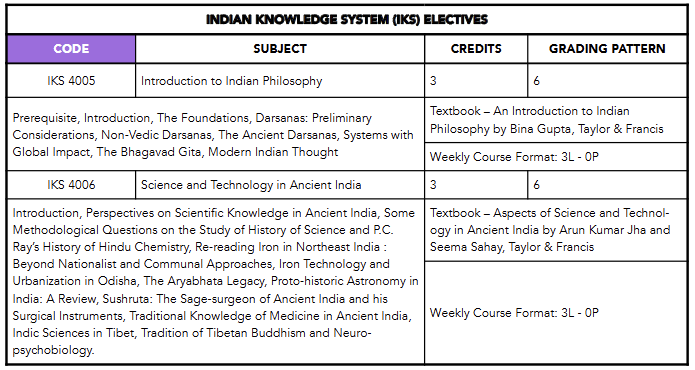 INDIAN KNOWLEDGE SYSTEM (IKS) ELECTIVES
CODE SUBJECT CREDITS GRADING PATTERN
IKS 4005 Introduction to Indian Philosophy 3 6
Prerequisite, Introduction, The Foundations, Darsanas: Preliminary
Considerations, Non-Vedic Darsanas, The Ancient Darsanas, Systems with
Global Impact, The Bhagavad Gita, Modern Indian Thought
Textbook – An Introduction to Indian
Philosophy by Bina Gupta, Taylor & Francis
Weekly Course Format: 3L - 0P
IKS 4006 Science and Technology in Ancient India 3 6
Introduction, Perspectives on Scientific Knowledge in Ancient India, Some
Methodological Questions on the Study of History of Science and P.C.
Ray’s History of Hindu Chemistry, Re-reading Iron in Northeast India :
Beyond Nationalist and Communal Approaches, Iron Technology and
Urbanization in Odisha, The Aryabhata Legacy, Proto-historic Astronomy in
India: A Review, Sushruta: The Sage-surgeon of Ancient India and his
Surgical Instruments, Traditional Knowledge of Medicine in Ancient India,
Indic Sciences in Tibet, Tradition of Tibetan Buddhism and Neuro-
psychobiology.
Textbook – Aspects of Science and Technol-
ogy in Ancient India by Arun Kumar Jha and
Seema Sahay, Taylor & Francis
Weekly Course Format: 3L - 0P